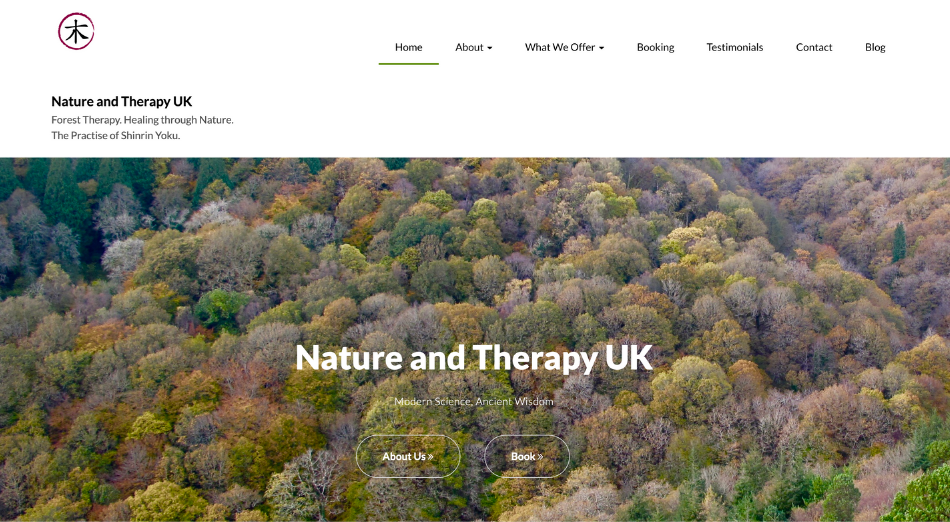 木
Home
About
What We Offer
Booking
Testimonials
Contact
Blog
Nature and Therapy UK
Forest Therapy. Healing through Nature.
The Practise of Shinrin Yoku.
Nature and Therapy UK
Modern Science, Ancient Wisdom
About Us »
Book »